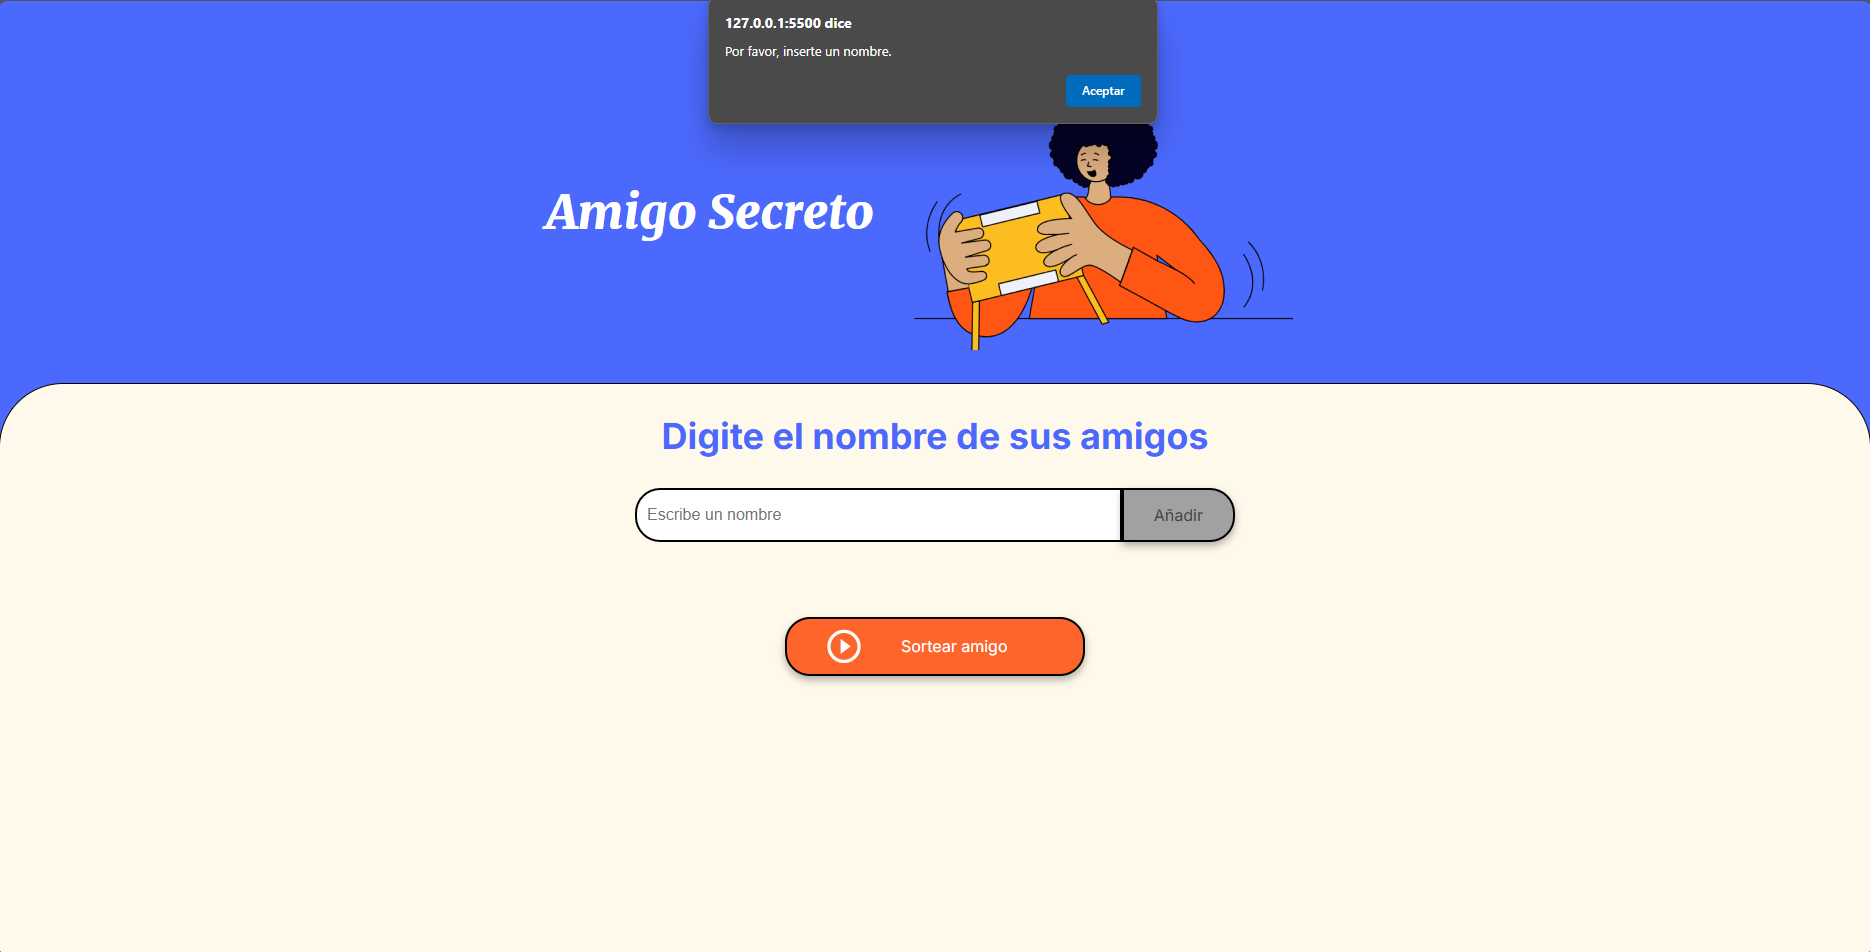 127.0.0.1:5500 dice
Por favor, inserte un nombre.
Aceptar
Amigo Secreto
Digite el nombre de sus amigos
Escribe un nombre
Añadir
Sortear amigo